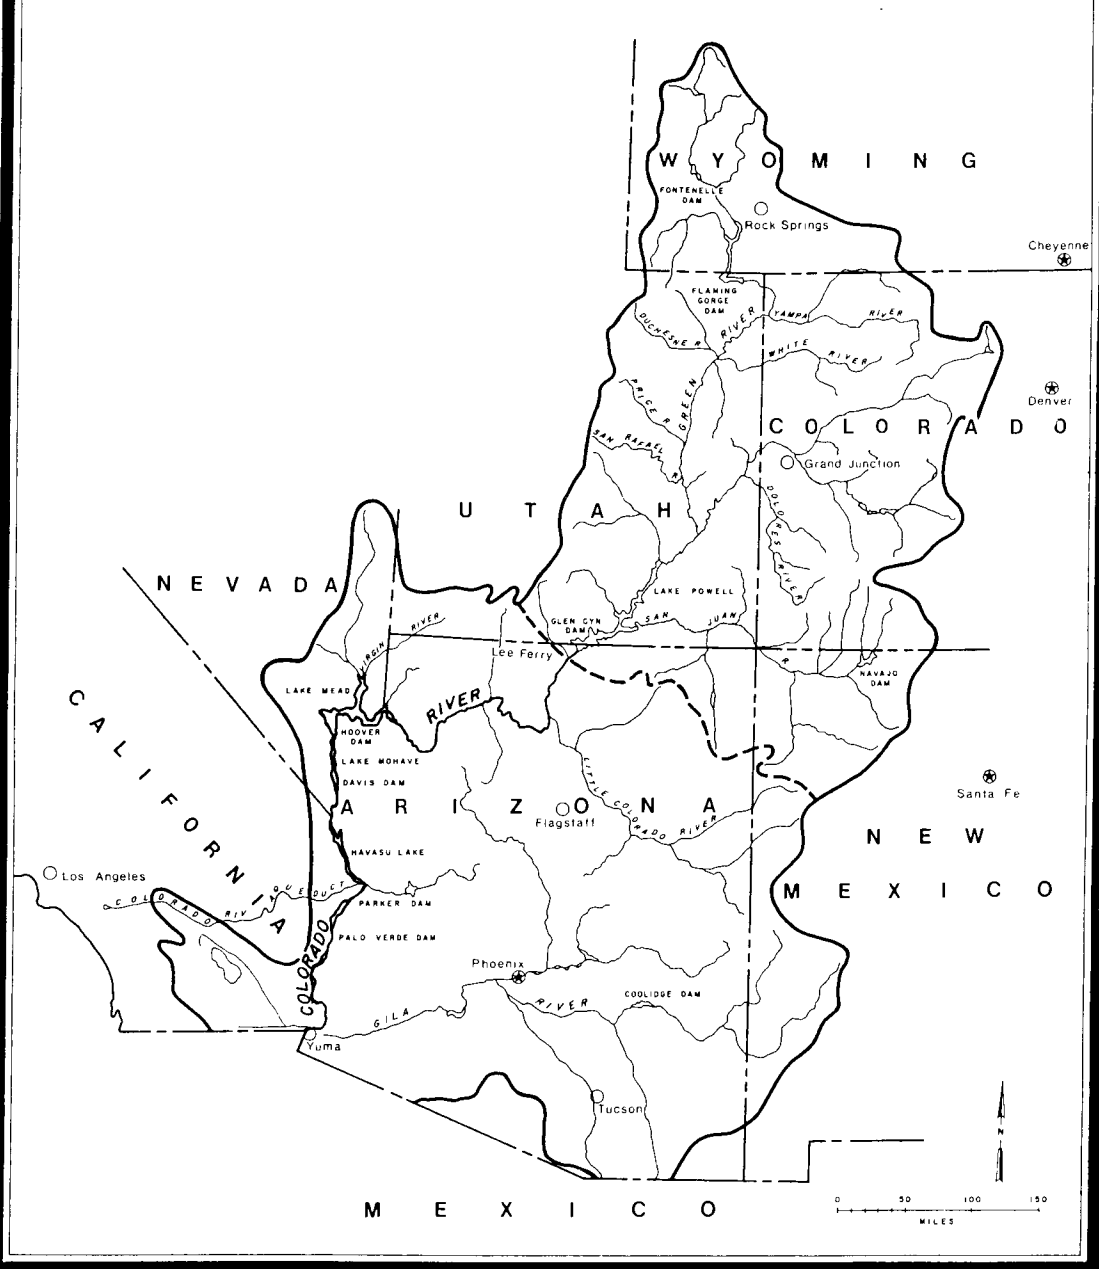 WYOMING
FONTENELLE
DAM
Rock Springs
Cheyenne
FLAMING
GORGE
DAM
DUCHESNE R
RIVER
YAMPA
RIVER
WHITE
RIVER
PRICE R
GREEN
Denver
COLORADO
SAN RAFAEL R
Grand Junction
DOLORES RIVER
UTAH
NEVADA
LAKE POWELL
GLEN CYN
DAM
SAN
JUAN
R
VIRGIN
RIVER
Lee Ferry
NAVAJO
DAM
LAKE MEAD
RIVER
HOOVER
DAM
LAKE MOHAVE
DAVIS DAM
CALIFORNIA
LITTLE COLORADO RIVER
ARIZONA
Flagstaff
Santa Fe
NEW
MEXICO
HAVASU LAKE
Los Angeles
COLORADO RIV AQUEDUCT
PARKER DAM
PALO VERDE DAM
COLORADO
Phoenix
RIVER
COOLIDGE DAM
GILA
Yuma
Tucson
N
MEXICO
0 50 100 150
MILES